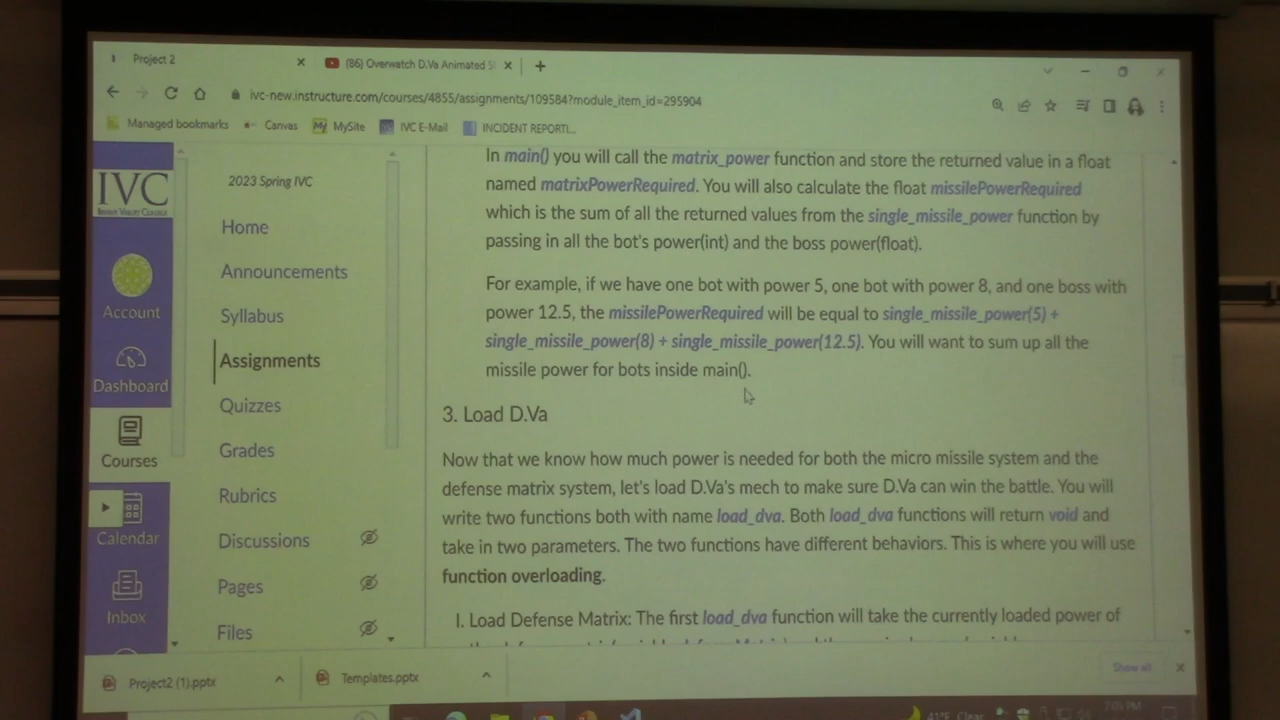 Project 2
(86) Overwatch D.Va Animated S
ivc-new.instructure.com/courses/4855/assignments/109584?module_item_id=295904
Managed bookmarks
Canvas
My MySite
IVC E-Mail
INCIDENT REPORTI...
IVC
IRVINE VALLEY COLLEGE
Account
Dashboard
Courses
Calendar
Inbox
2023 Spring IVC
Home
Announcements
Syllabus
Assignments
Quizzes
Grades
Rubrics
Discussions
Pages
Files
In main() you will call the matrix_power function and store the returned value in a float
named matrixPowerRequired. You will also calculate the float missilePowerRequired
which is the sum of all the returned values from the single_missile_power function by
passing in all the bot's power(int) and the boss power(float).
For example, if we have one bot with power 5, one bot with power 8, and one boss with
power 12.5, the missilePowerRequired will be equal to single_missile_power(5) +
single_missile_power(8) + single_missile_power(12.5). You will want to sum up all the
missile power for bots inside main().
3. Load D.Va
Now that we know how much power is needed for both the micro missile system and the
defense matrix system, let's load D.Va's mech to make sure D.Va can win the battle. You will
write two functions both with name load_dva. Both load_dva functions will return void and
take in two parameters. The two functions have different behaviors. This is where you will use
function overloading.
I. Load Defense Matrix: The first load_dva function will take the currently loaded power of
Project2 (1).pptx
Templates.pptx
Show all
41°F Clear
7:05 PM